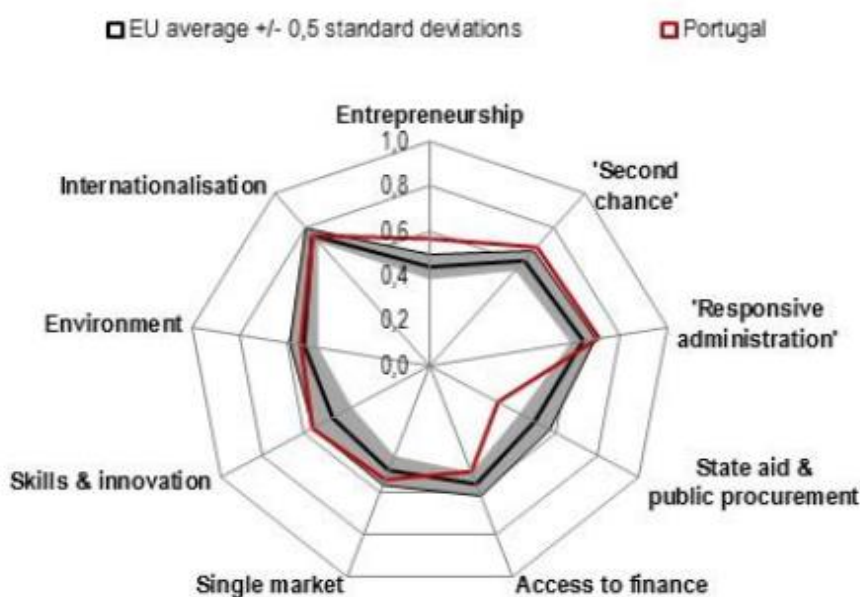 EU average +/- 0,5 standard deviations
Portugal
Entrepreneurship
1,0
0,8
0,6
0,4
0,2
0,0
'Second
chance'
'Responsive
administration'
State aid &
public procurement
Access to finance
Single market
Skills & innovation
Environment
Internationalisation